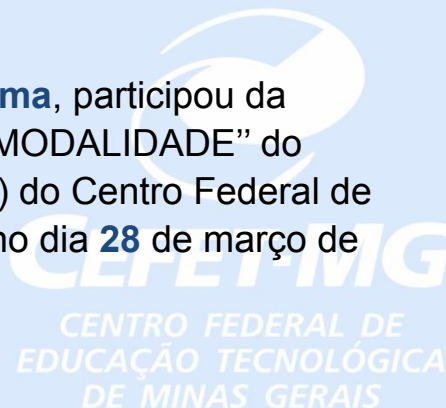 ma, participou da
MODALIDADE” do
) do Centro Federal de
no dia 28 de março de
CEFET-MG
CENTRO FEDERAL DE
EDUCAÇÃO TECNOLÓGICA
DE MINAS GERAIS